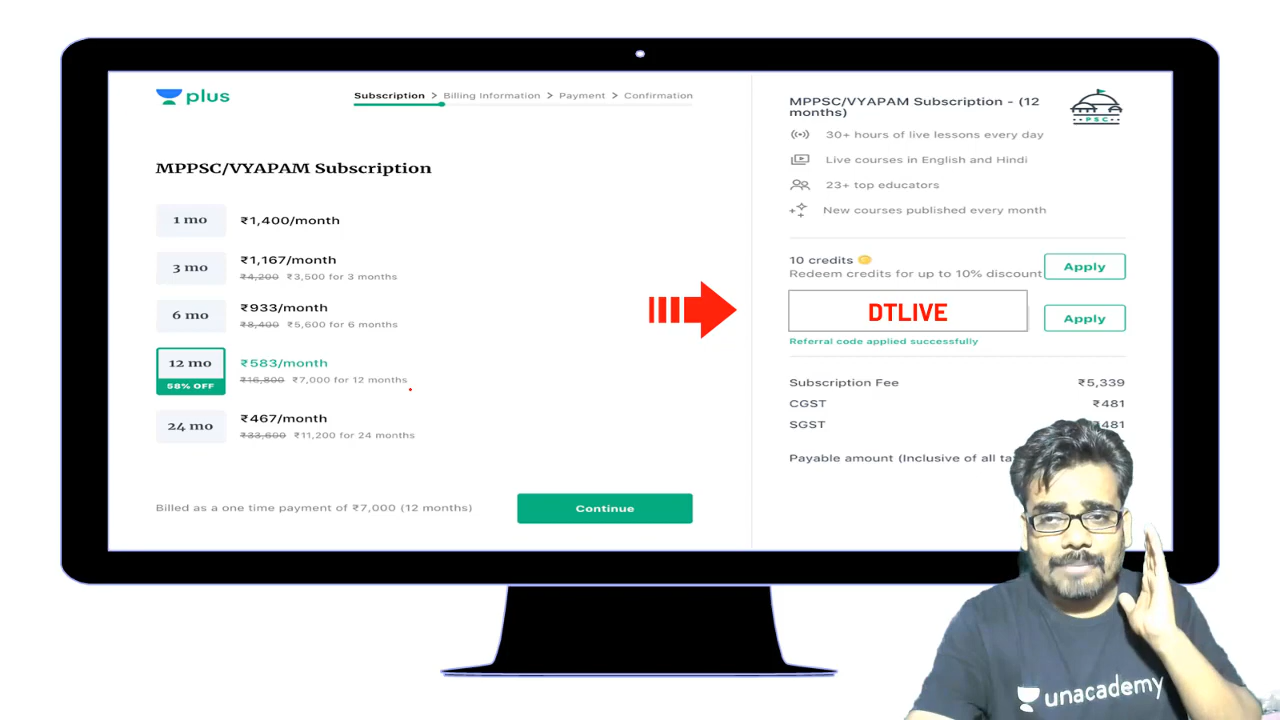 plus
Subscription > Billing Information > Payment > Confirmation
MPPSC/VYAPAM Subscription
1 mo
₹1,400/month
3 mo
₹1,167/month
₹4,200 ₹3,500 for 3 months
6 mo
₹933/month
₹8,400 ₹5,600 for 6 months
12 mo
58% OFF
₹583/month
₹16,800 ₹7,000 for 12 months
24 mo
₹467/month
₹33,600 ₹11,200 for 24 months
Billed as a one time payment of ₹7,000 (12 months)
Continue
MPPSC/VYAPAM Subscription - (12
months)
PSC
30+ hours of live lessons every day
Live courses in English and Hindi
23+ top educators
New courses published every month
10 credits
Redeem credits for up to 10% discount
Apply
DTLIVE
Apply
Referral code applied successfully
Subscription Fee ₹5,339
CGST ₹481
SGST ₹481
Payable amount (Inclusive of all
unacademy